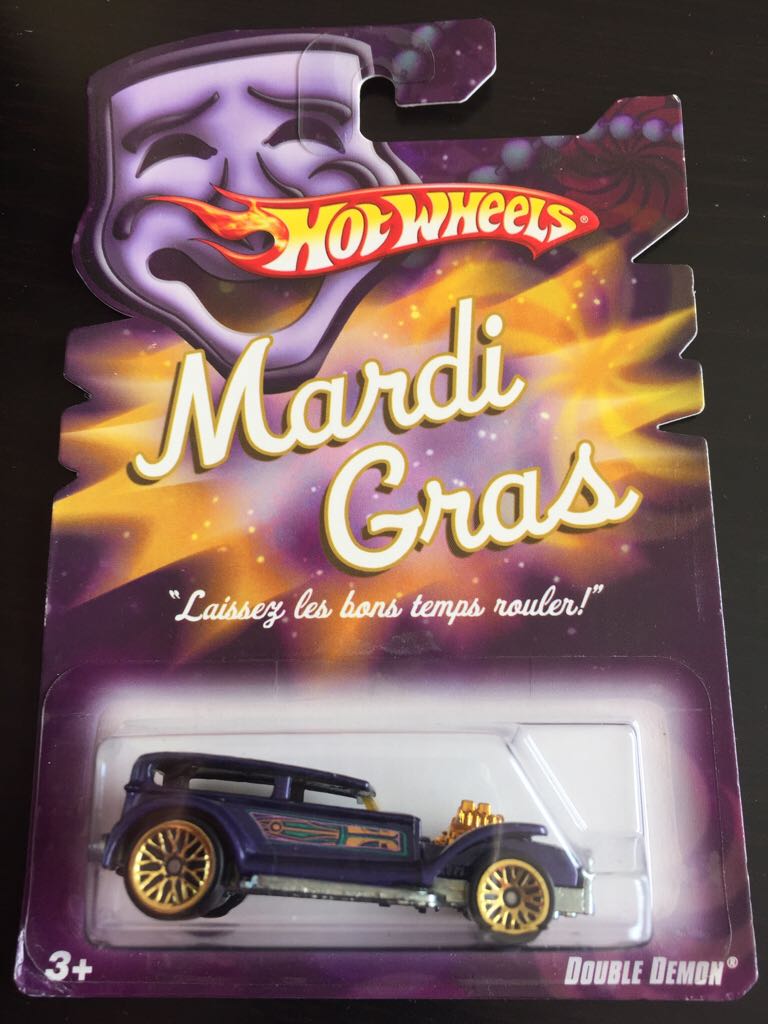 HOT WHEELS®
Mardi
Gras
"Laissez les bons temps rouler!"
3+
DOUBLE DEMON®